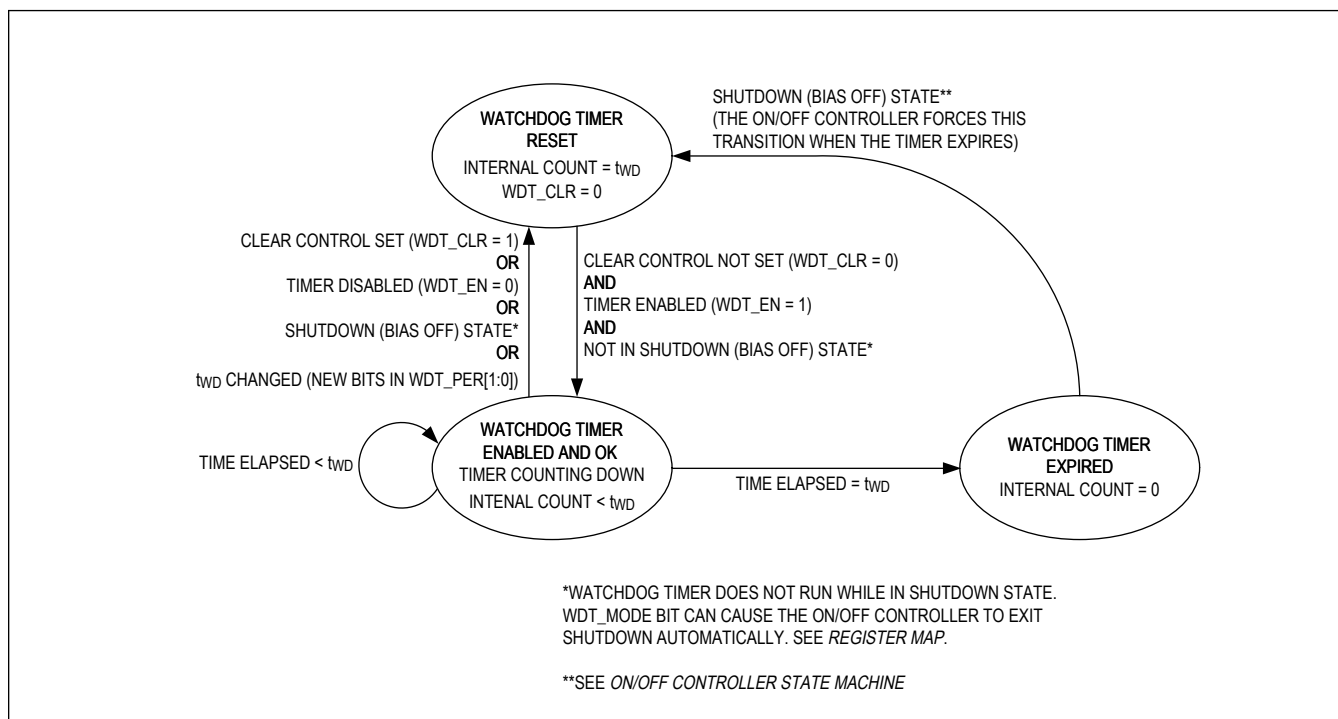 SHUTDOWN (BIAS OFF) STATE**
(THE ON/OFF CONTROLLER FORCES THIS
TRANSITION WHEN THE TIMER EXPIRES)
WATCHDOG TIMER
RESET
INTERNAL COUNT = tWD
WDT_CLR = 0
CLEAR CONTROL SET (WDT_CLR = 1)
OR
TIMER DISABLED (WDT_EN = 0)
OR
SHUTDOWN (BIAS OFF) STATE*
OR
tWD CHANGED (NEW BITS IN WDT_PER[1:0])
CLEAR CONTROL NOT SET (WDT_CLR = 0)
AND
TIMER ENABLED (WDT_EN = 1)
AND
NOT IN SHUTDOWN (BIAS OFF) STATE*
TIME ELAPSED < tWD
WATCHDOG TIMER
ENABLED AND OK
TIMER COUNTING DOWN
INTENAL COUNT < tWD
TIME ELAPSED = tWD
WATCHDOG TIMER
EXPIRED
INTERNAL COUNT = 0
*WATCHDOG TIMER DOES NOT RUN WHILE IN SHUTDOWN STATE.
WDT_MODE BIT CAN CAUSE THE ON/OFF CONTROLLER TO EXIT
SHUTDOWN AUTOMATICALLY. SEE REGISTER MAP.
**SEE ON/OFF CONTROLLER STATE MACHINE